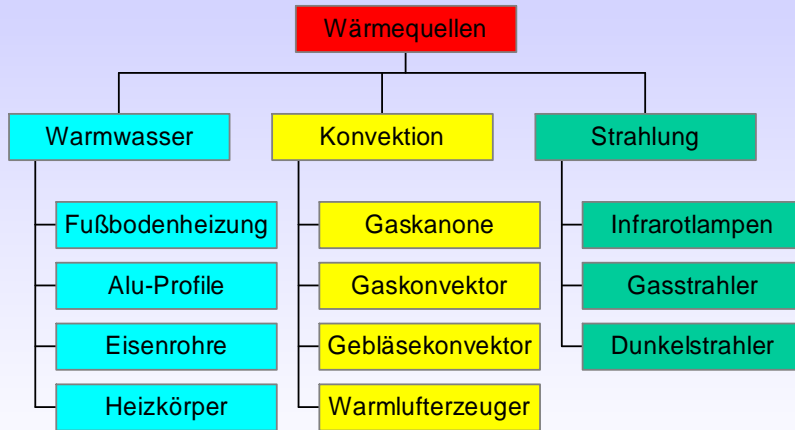 Wärmequellen
Warmwasser
Fußbodenheizung
Alu-Profile
Eisenrohre
Heizkörper
Konvektion
Gaskanone
Gaskonvektor
Gebläsekonvektor
Warmlufterzeuger
Strahlung
Infrarotlampen
Gasstrahler
Dunkelstrahler